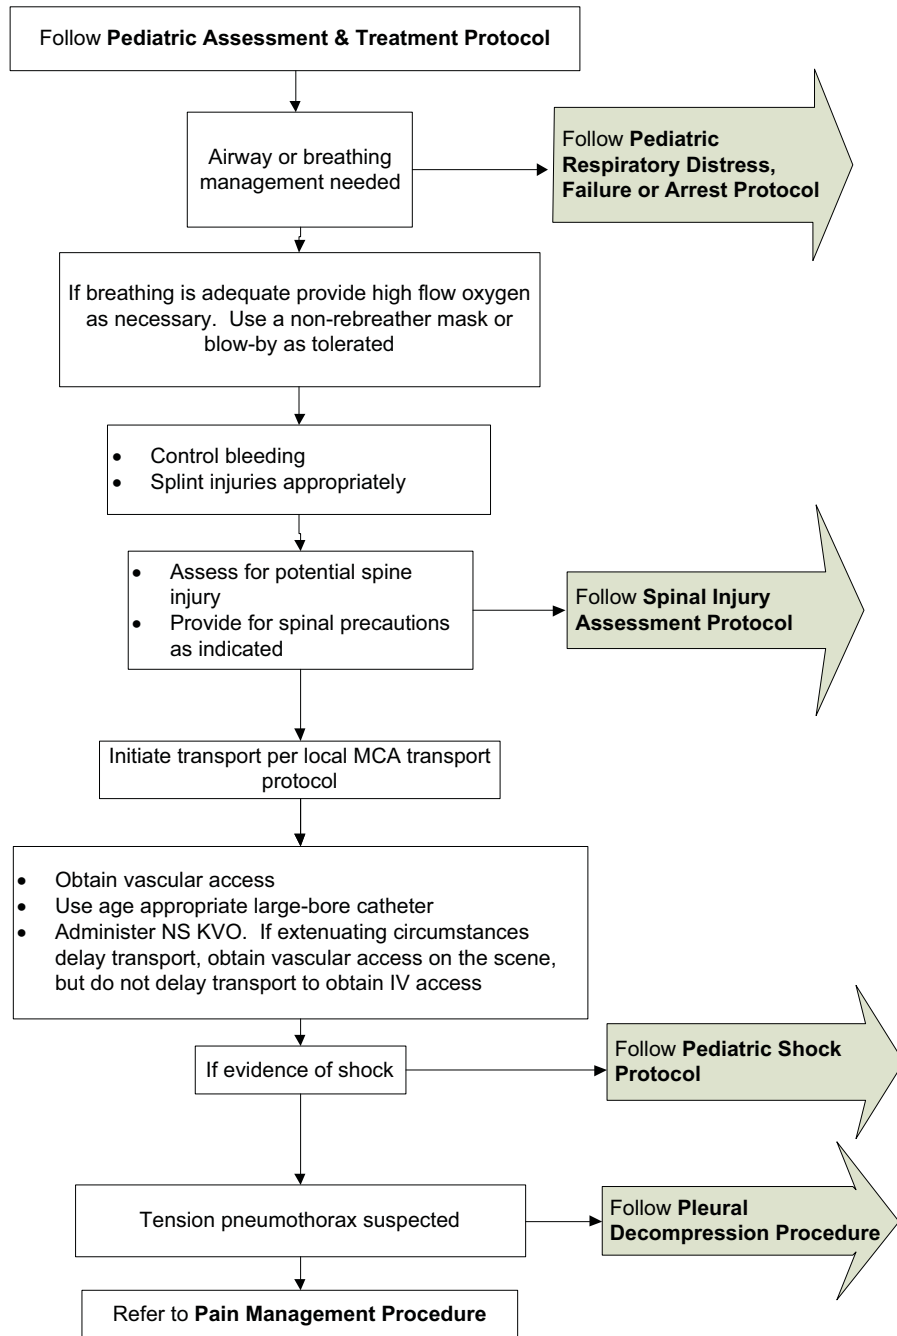 Follow Pediatric Assessment & Treatment Protocol
Airway or breathing
management needed
Follow Pediatric
Respiratory Distress,
Failure or Arrest Protocol
If breathing is adequate provide high flow oxygen
as necessary.  Use a non-rebreather mask or
blow-by as tolerated
• Control bleeding
• Splint injuries appropriately
• Assess for potential spine
injury
• Provide for spinal precautions
as indicated
Follow Spinal Injury
Assessment Protocol
Initiate transport per local MCA transport
protocol
• Obtain vascular access
• Use age appropriate large-bore catheter
• Administer NS KVO.  If extenuating circumstances
delay transport, obtain vascular access on the scene,
but do not delay transport to obtain IV access
If evidence of shock
Follow Pediatric Shock
Protocol
Tension pneumothorax suspected
Follow Pleural
Decompression Procedure
Refer to Pain Management Procedure